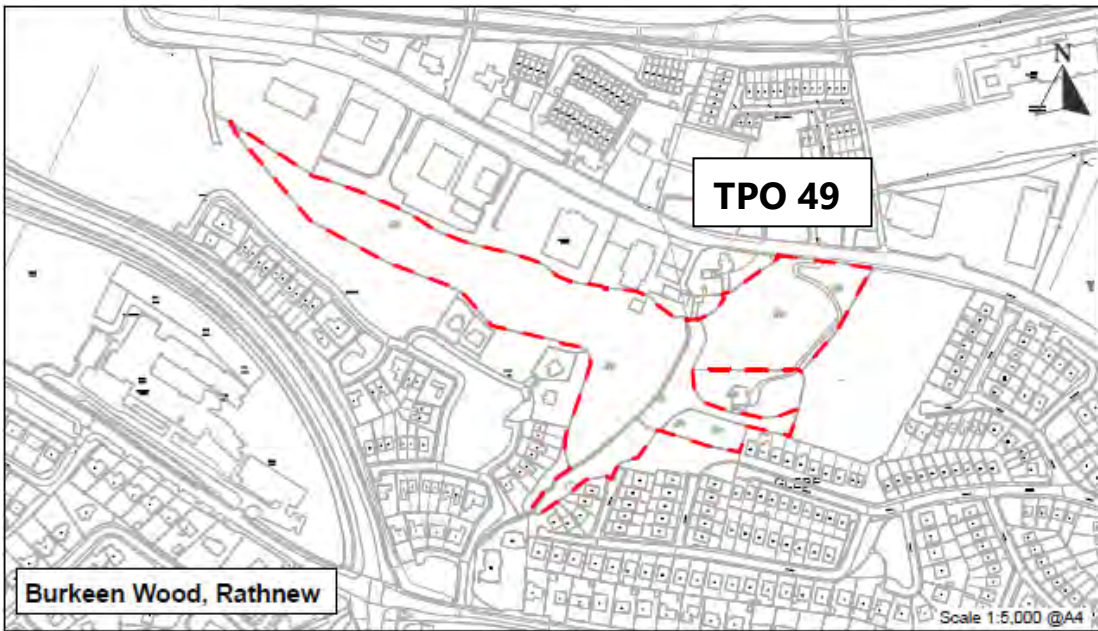 N
TPO 49
GLEBE
Burkeen Wood, Rathnew
Scale 1:5,000 @A4